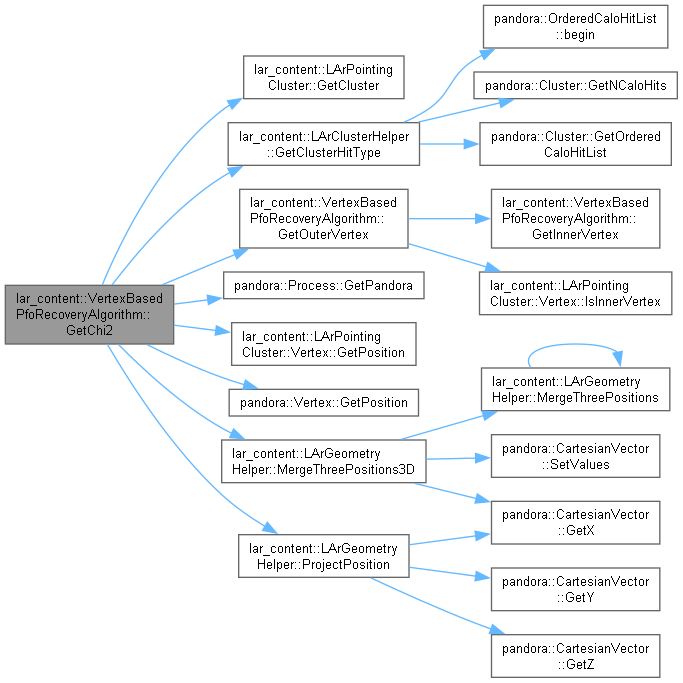 lar_content::VertexBased
PfoRecoveryAlgorithm::
GetChi2
lar_content::LArPointing
Cluster::GetCluster
lar_content::LArClusterHelper
::GetClusterHitType
lar_content::VertexBased
PfoRecoveryAlgorithm::
GetOuterVertex
pandora::Process::GetPandora
lar_content::LArPointing
Cluster::Vertex::GetPosition
pandora::Vertex::GetPosition
lar_content::LArGeometry
Helper::MergeThreePositions3D
lar_content::LArGeometry
Helper::ProjectPosition
pandora::OrderedCaloHitList
::begin
pandora::Cluster::GetNCaloHits
pandora::Cluster::GetOrdered
CaloHitList
lar_content::VertexBased
PfoRecoveryAlgorithm::
GetInnerVertex
lar_content::LArPointing
Cluster::Vertex::IsInnerVertex
lar_content::LArGeometry
Helper::MergeThreePositions
pandora::CartesianVector
::SetValues
pandora::CartesianVector
::GetX
pandora::CartesianVector
::GetY
pandora::CartesianVector
::GetZ